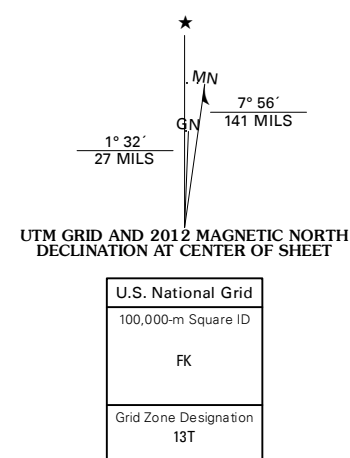 ★
MN
7° 56´
141 MILS
GN
1° 32´
27 MILS
UTM GRID AND 2012 MAGNETIC NORTH
DECLINATION AT CENTER OF SHEET
U.S. National Grid
100,000-m Square ID
FK
Grid Zone Designation
13T